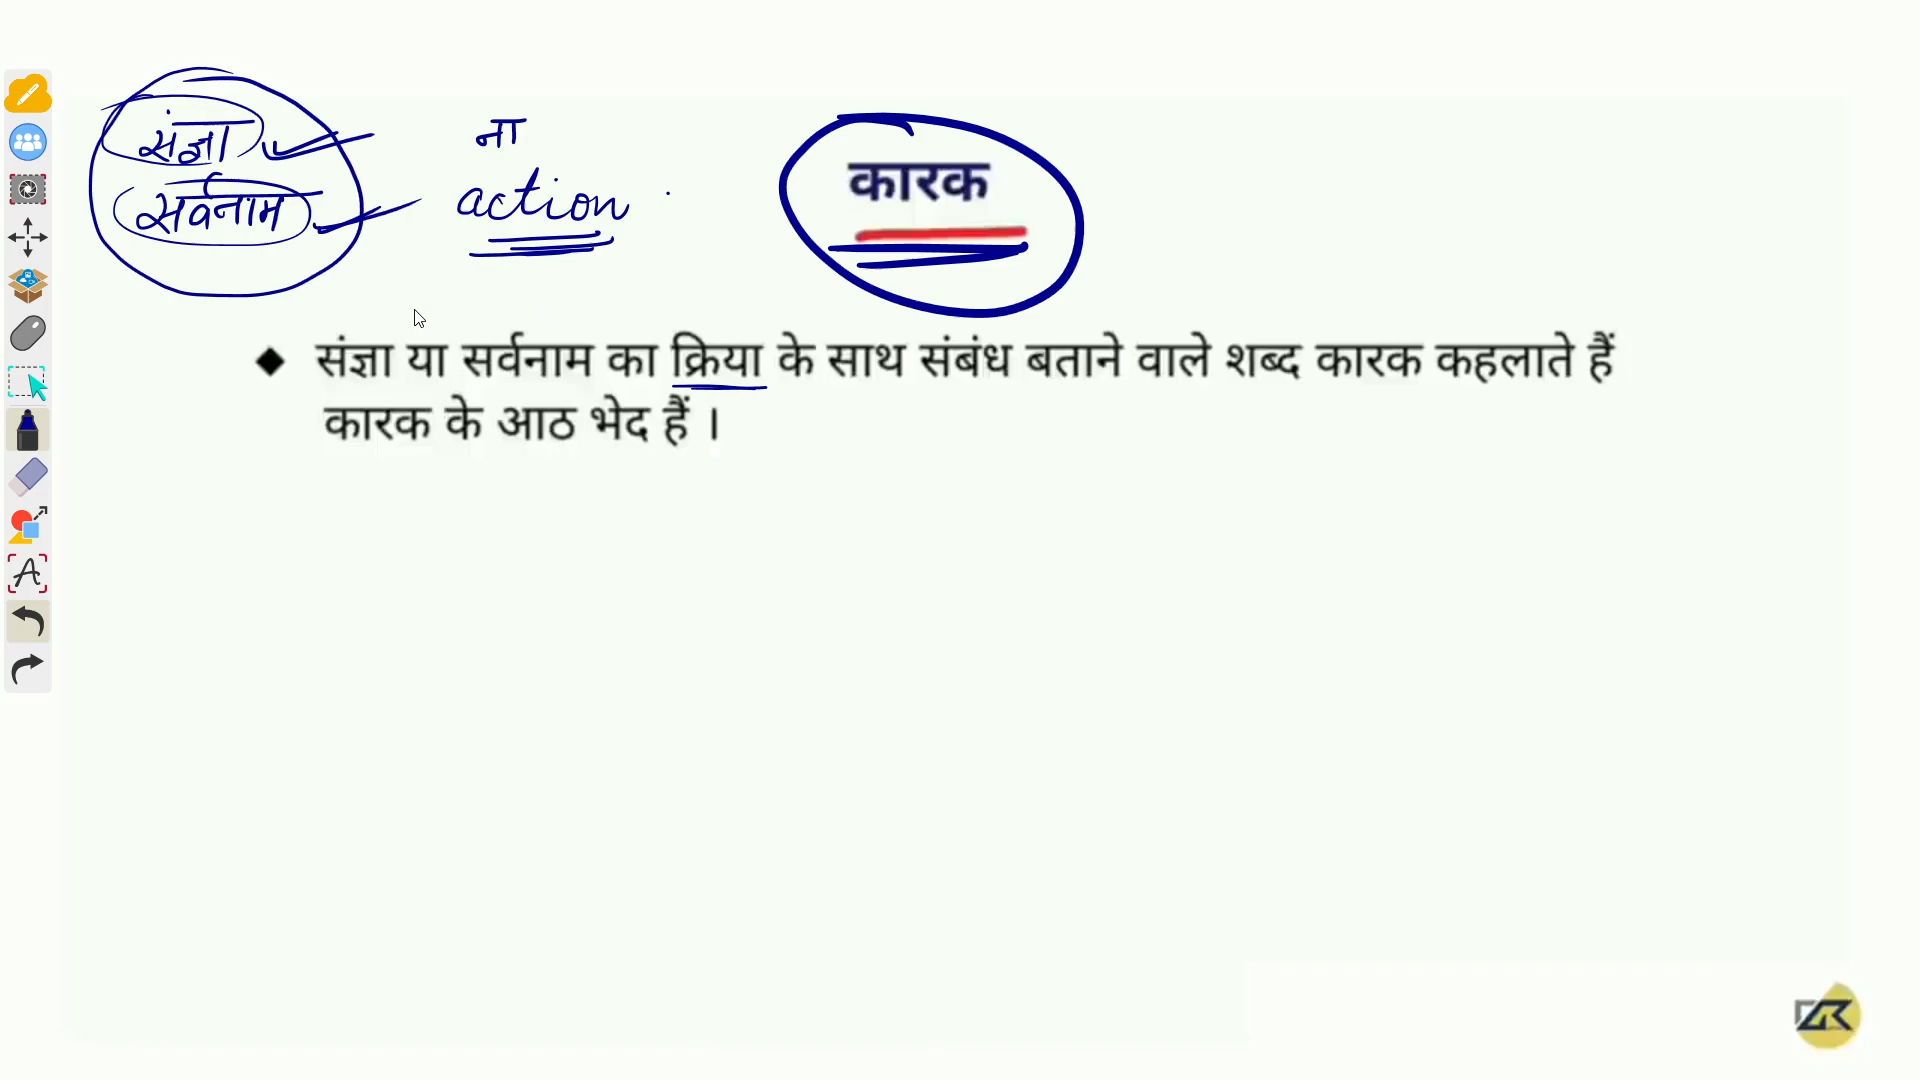 संज्ञा
सर्वनाम
ना
action
कारक
संज्ञा या सर्वनाम का क्रिया के साथ संबंध बताने वाले शब्द कारक कहलाते हैं
कारक के आठ भेद हैं ।